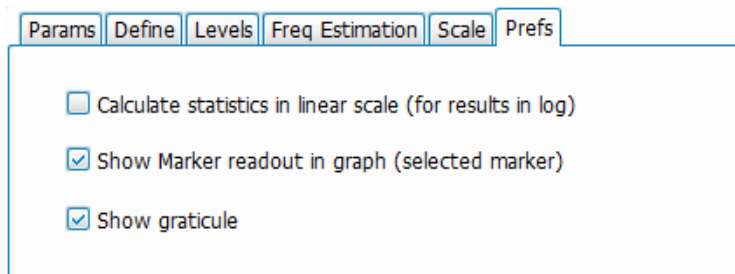 Params Define Levels Freq Estimation Scale Prefs
Calculate statistics in linear scale (for results in log)
Show Marker readout in graph (selected marker)
Show graticule